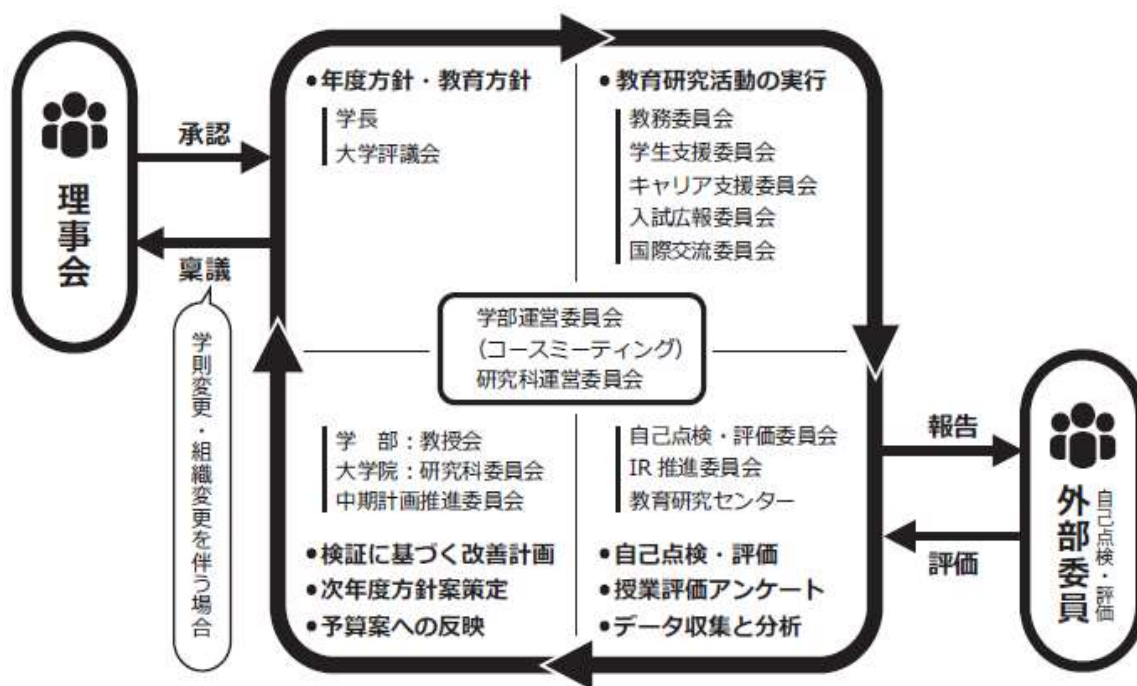 理事会
承認
稟議
学則変更・組織変更を伴う場合
●年度方針・教育方針
学長
大学評議会
●教育研究活動の実行
教務委員会
学生支援委員会
キャリア支援委員会
入試広報委員会
国際交流委員会
学部運営委員会
(コースミーティング)
研究科運営委員会
学　部：教授会
大学院：研究科委員会
中期計画推進委員会
●検証に基づく改善計画
●次年度方針案策定
●予算案への反映
自己点検・評価委員会
IR 推進委員会
教育研究センター
●自己点検・評価
●授業評価アンケート
●データ収集と分析
報告
評価
自己点検・評価
外部委員